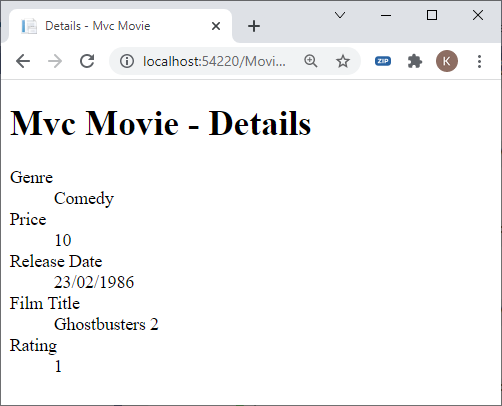 Details - Mvc Movie
localhost:54220/Movi...
ZIP
K
Mvc Movie - Details
Genre
Comedy
Price
10
Release Date
23/02/1986
Film Title
Ghostbusters 2
Rating
1